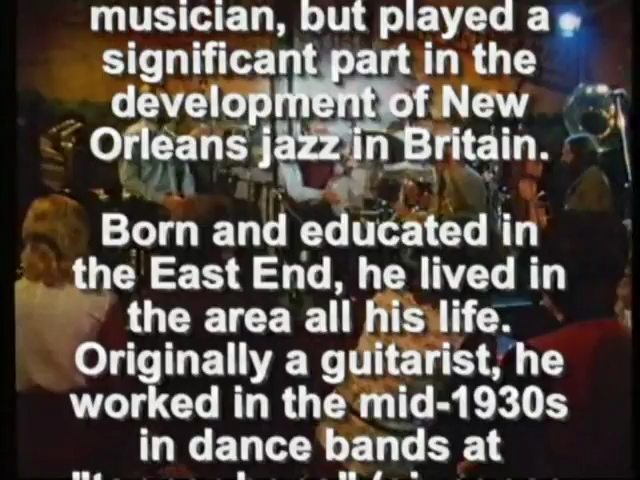 musician, but played a
significant part in the
development of New
Orleans jazz in Britain.
Born and educated in
the East End, he lived in
the area all his life.
Originally a guitarist, he
worked in the mid-1930s
in dance bands at